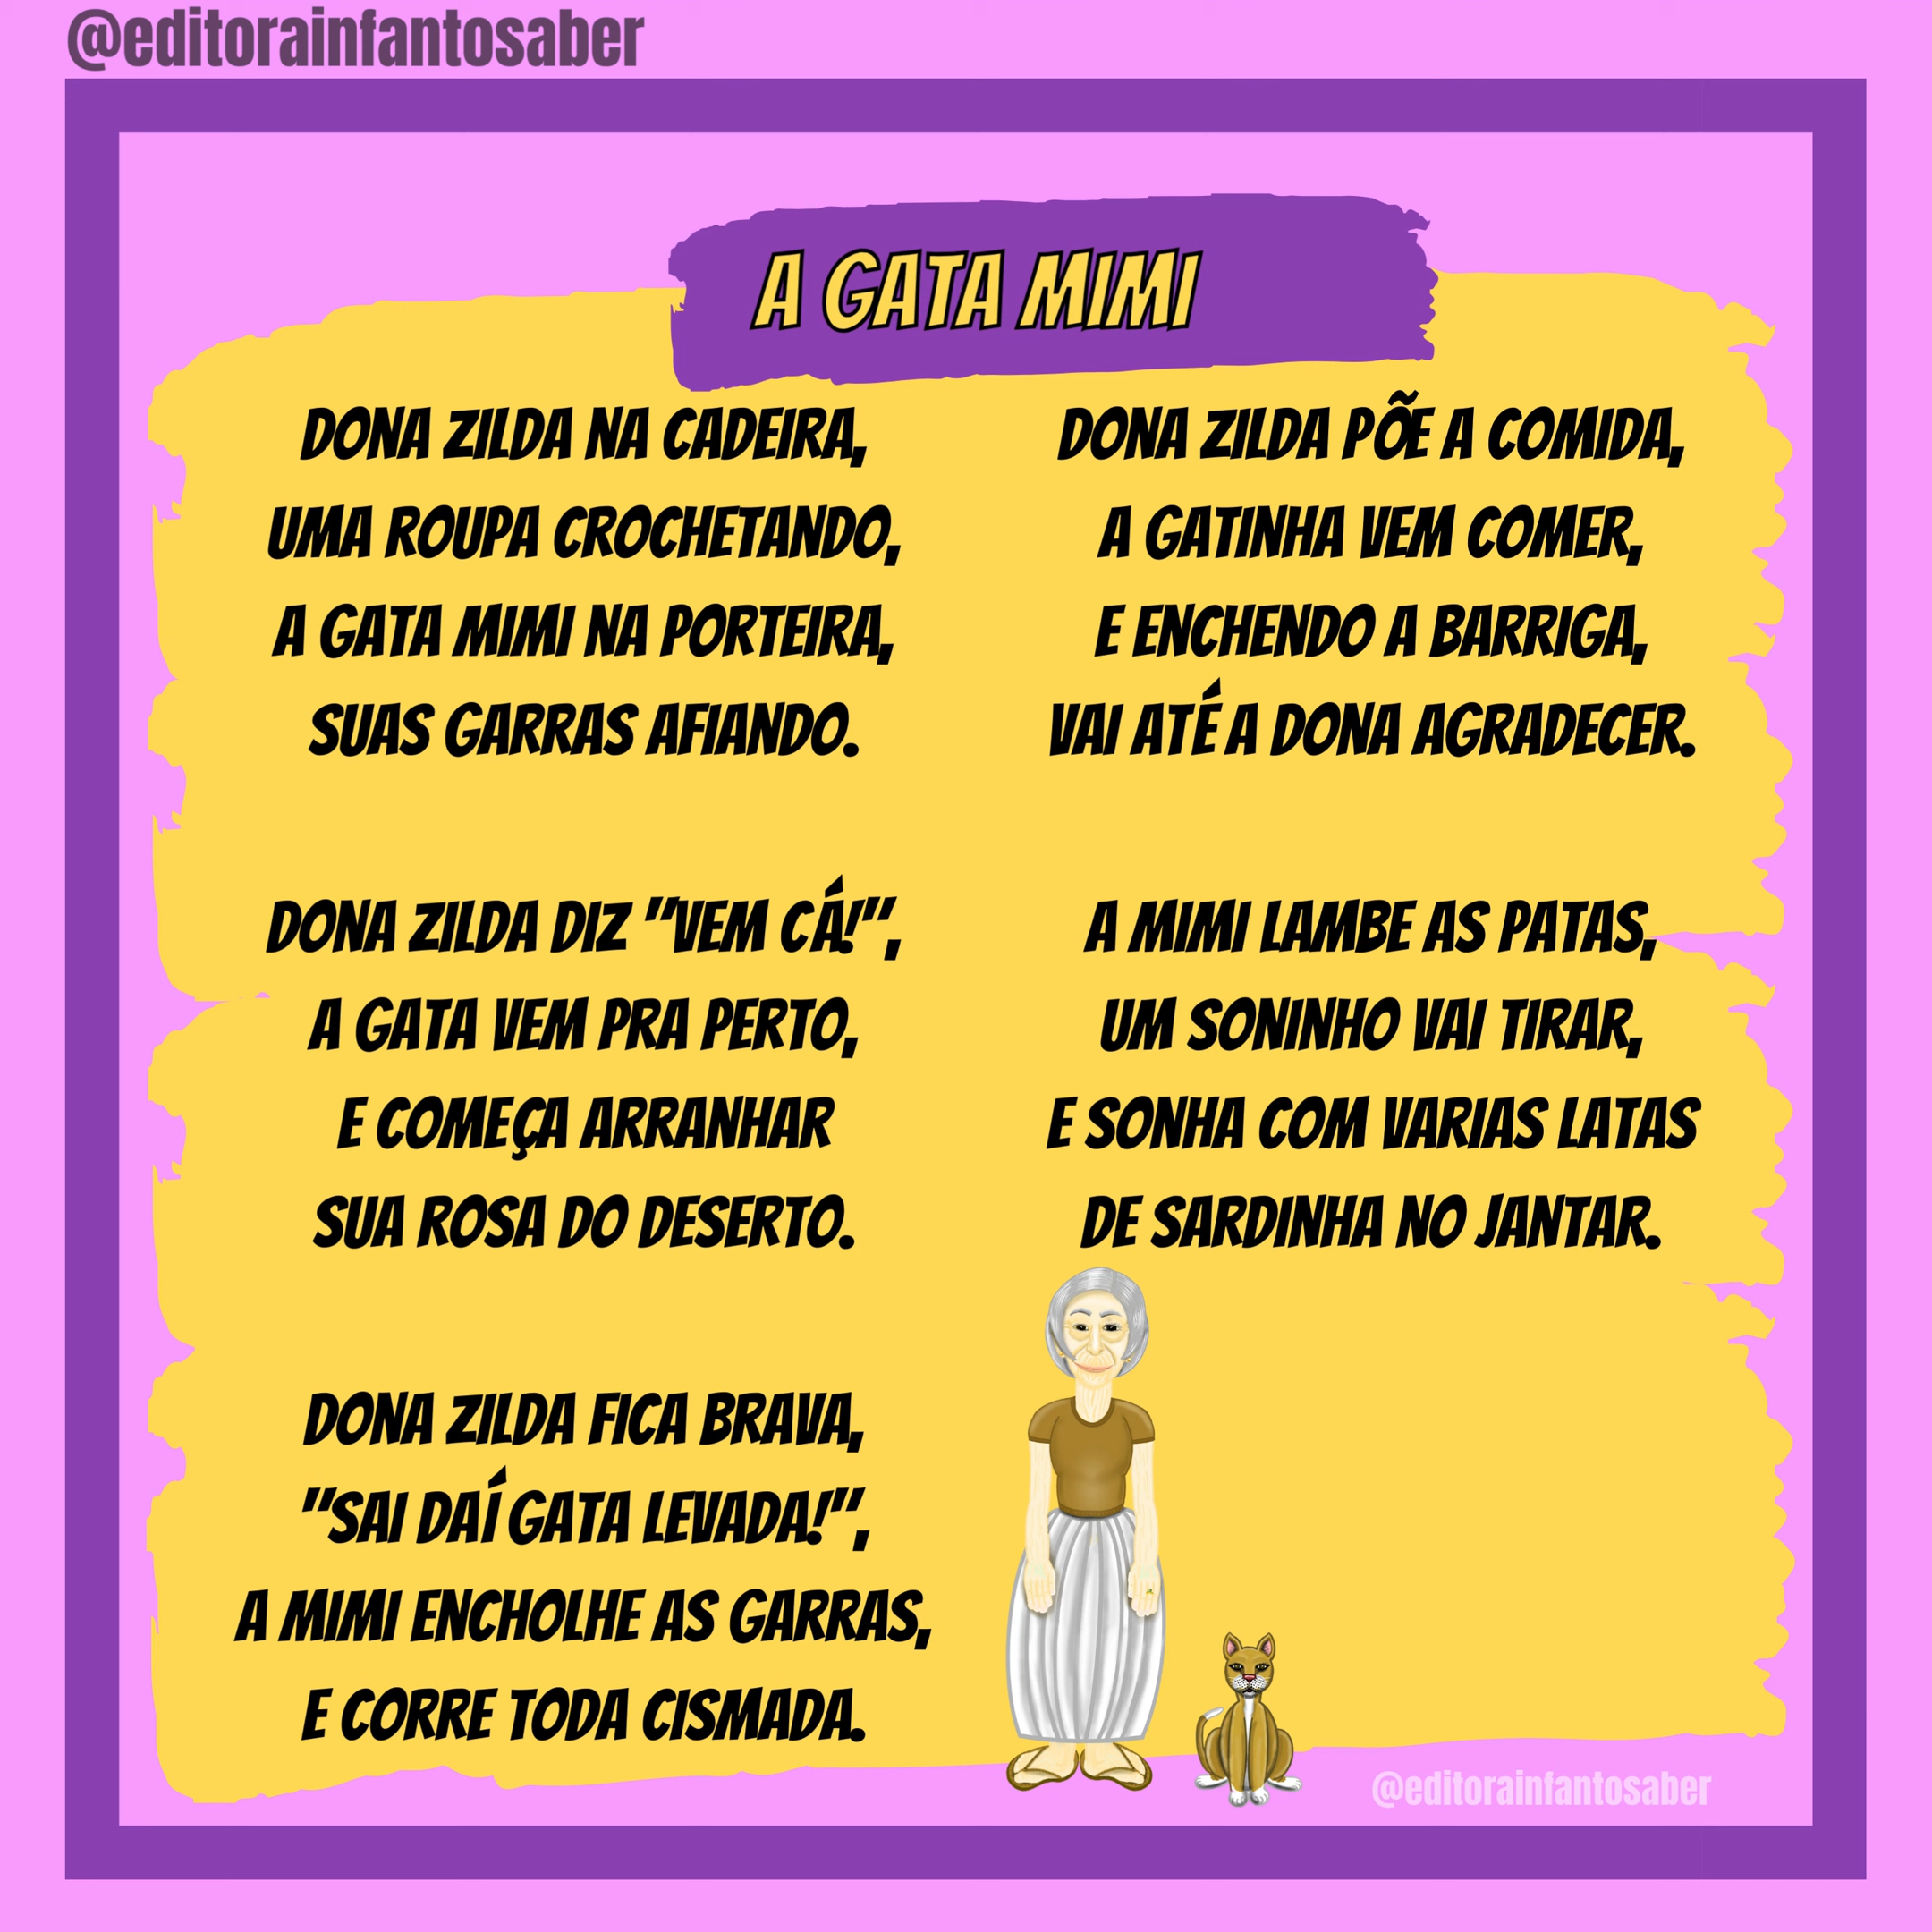 @editorainfantosaber
A GATA MIMI
DONA ZILDA NA CADEIRA,
UMA ROUPA CROCHETANDO,
A GATA MIMI NA PORTEIRA,
SUAS GARRAS AFIANDO.
DONA ZILDA DIZ "VEM CÁ!",
A GATA VEM PRA PERTO,
E COMEÇA ARRANHAR
SUA ROSA DO DESERTO.
DONA ZILDA FICA BRAVA,
"SAI DAÍ GATA LEVADA!",
A MIMI ENCHOLHE AS GARRAS,
E CORRE TODA CISMADA.
DONA ZILDA PÕE A COMIDA,
A GATINHA VEM COMER,
E ENCHENDO A BARRIGA,
VAI ATÉ A DONA AGRADECER.
A MIMI LAMBE AS PATAS,
UM SONINHO VAI TIRAR,
E SONHA COM VARIAS LATAS
DE SARDINHA NO JANTAR.
@editorainfantosaber